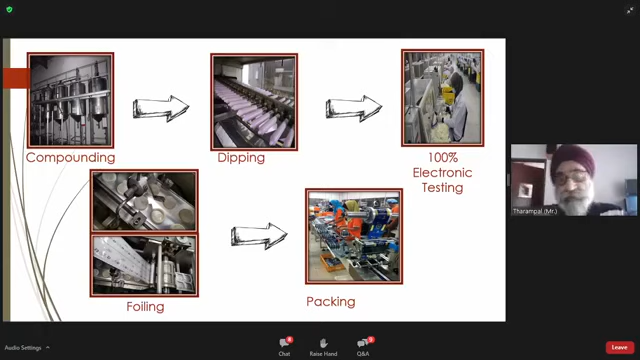 Compounding
Dipping
100%
Electronic
Testing
Foiling
Packing
Tharampal (Mr.)
Audio Settings
Chat
Raise Hand
Q&A
Leave